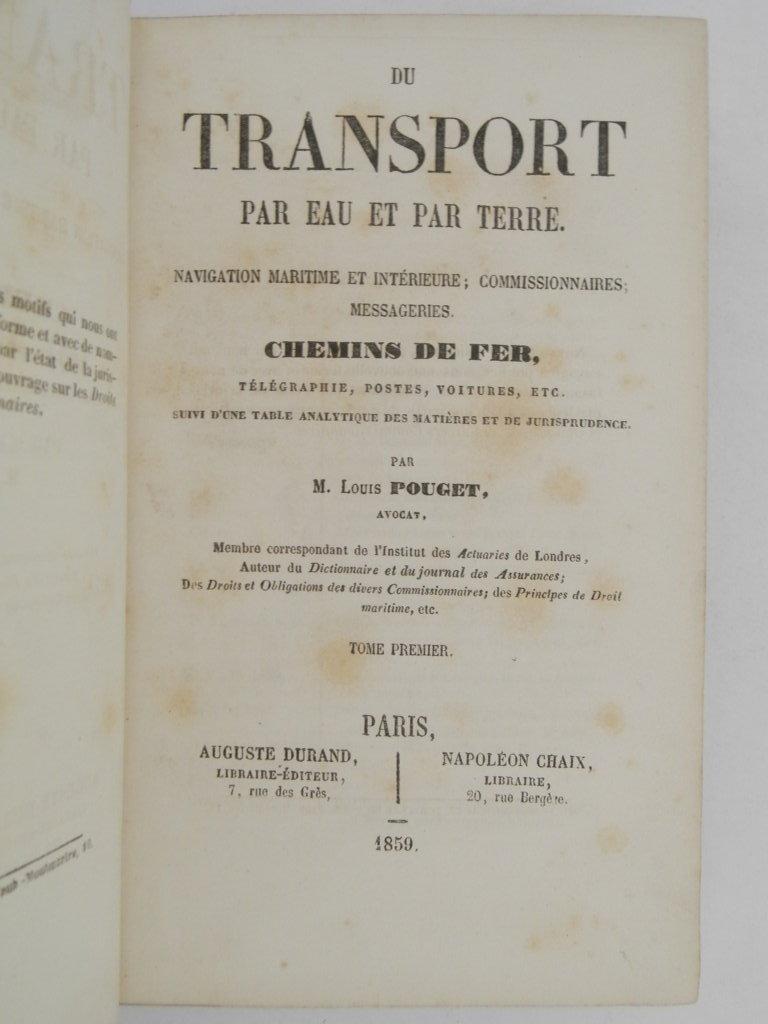 s motifs qui nous ont
forme et avec de nou-
par l'état de la juris-
ouvrage sur les Droits
naires.
DU
TRANSPORT
PAR EAU ET PAR TERRE.
NAVIGATION MARITIME ET INTÉRIEURE; COMMISSIONNAIRES;
MESSAGERIES.
CHEMINS DE FER,
TÉLÉGRAPHIE, POSTES, VOITURES, ETC.
SUIVI D'UNE TABLE ANALYTIQUE DES MATIÈRES ET DE JURISPRUDENCE.
PAR
M. LOUIS POUGET,
AVOCAT,
Membre correspondant de l'Institut des Actuaries de Londres,
Auteur du Dictionnaire et du journal des Assurances;
Des Droits et Obligations des divers Commissionnaires; des Principes de Droit
maritime, etc.
TOME PREMIER.
PARIS,
AUGUSTE DURAND,
LIBRAIRE-ÉDITEUR,
7, rue des Grès,
NAPOLÉON CHAIX,
LIBRAIRE,
20, rue Bergère.
1859.